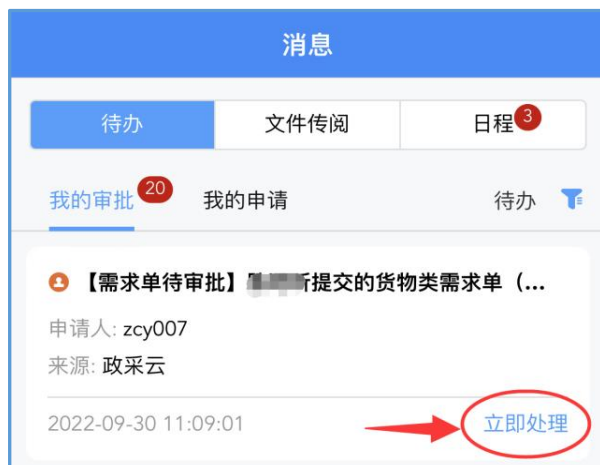 消息
待办 文件传阅 日程 3
我的审批 20 我的申请 待办
【需求单待审批】 所提交的货物类需求单（...
申请人: zcy007
来源: 政采云
2022-09-30 11:09:01 立即处理